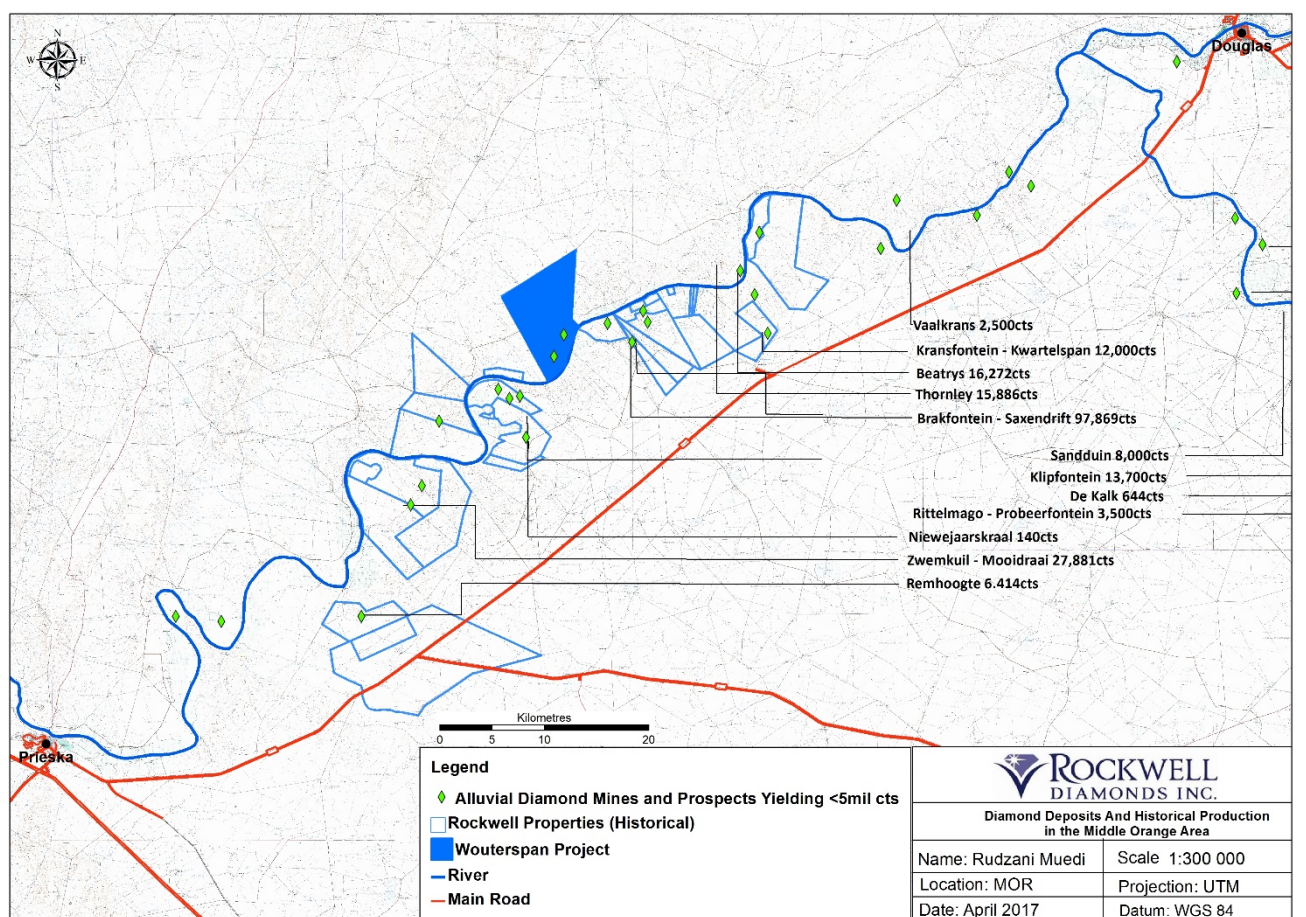 N
W E
S
Douglas
Vaalkrans 2,500cts
Kransfontein - Kwartelspan 12,000cts
Beatrys 16,272cts
Thornley 15,886cts
Brakfontein - Saxendrift 97,869cts
Sandduin 8,000cts
Klipfontein 13,700cts
De Kalk 644cts
Rittelmago - Probeerfontein 3,500cts
Niewejaarskraal 140cts
Zwemkuil - Mooidraai 27,881cts
Remhoogte 6.414cts
Prieska
Kilometres
0 5 10 20
Legend
Alluvial Diamond Mines and Prospects Yielding <5mil cts
Rockwell Properties (Historical)
Wouterspan Project
River
Main Road
ROCKWELL
DIAMONDS INC.
Diamond Deposits And Historical Production
in the Middle Orange Area
Name: Rudzani Muedi
Scale 1:300 000
Location: MOR
Projection: UTM
Date: April 2017
Datum: WGS 84